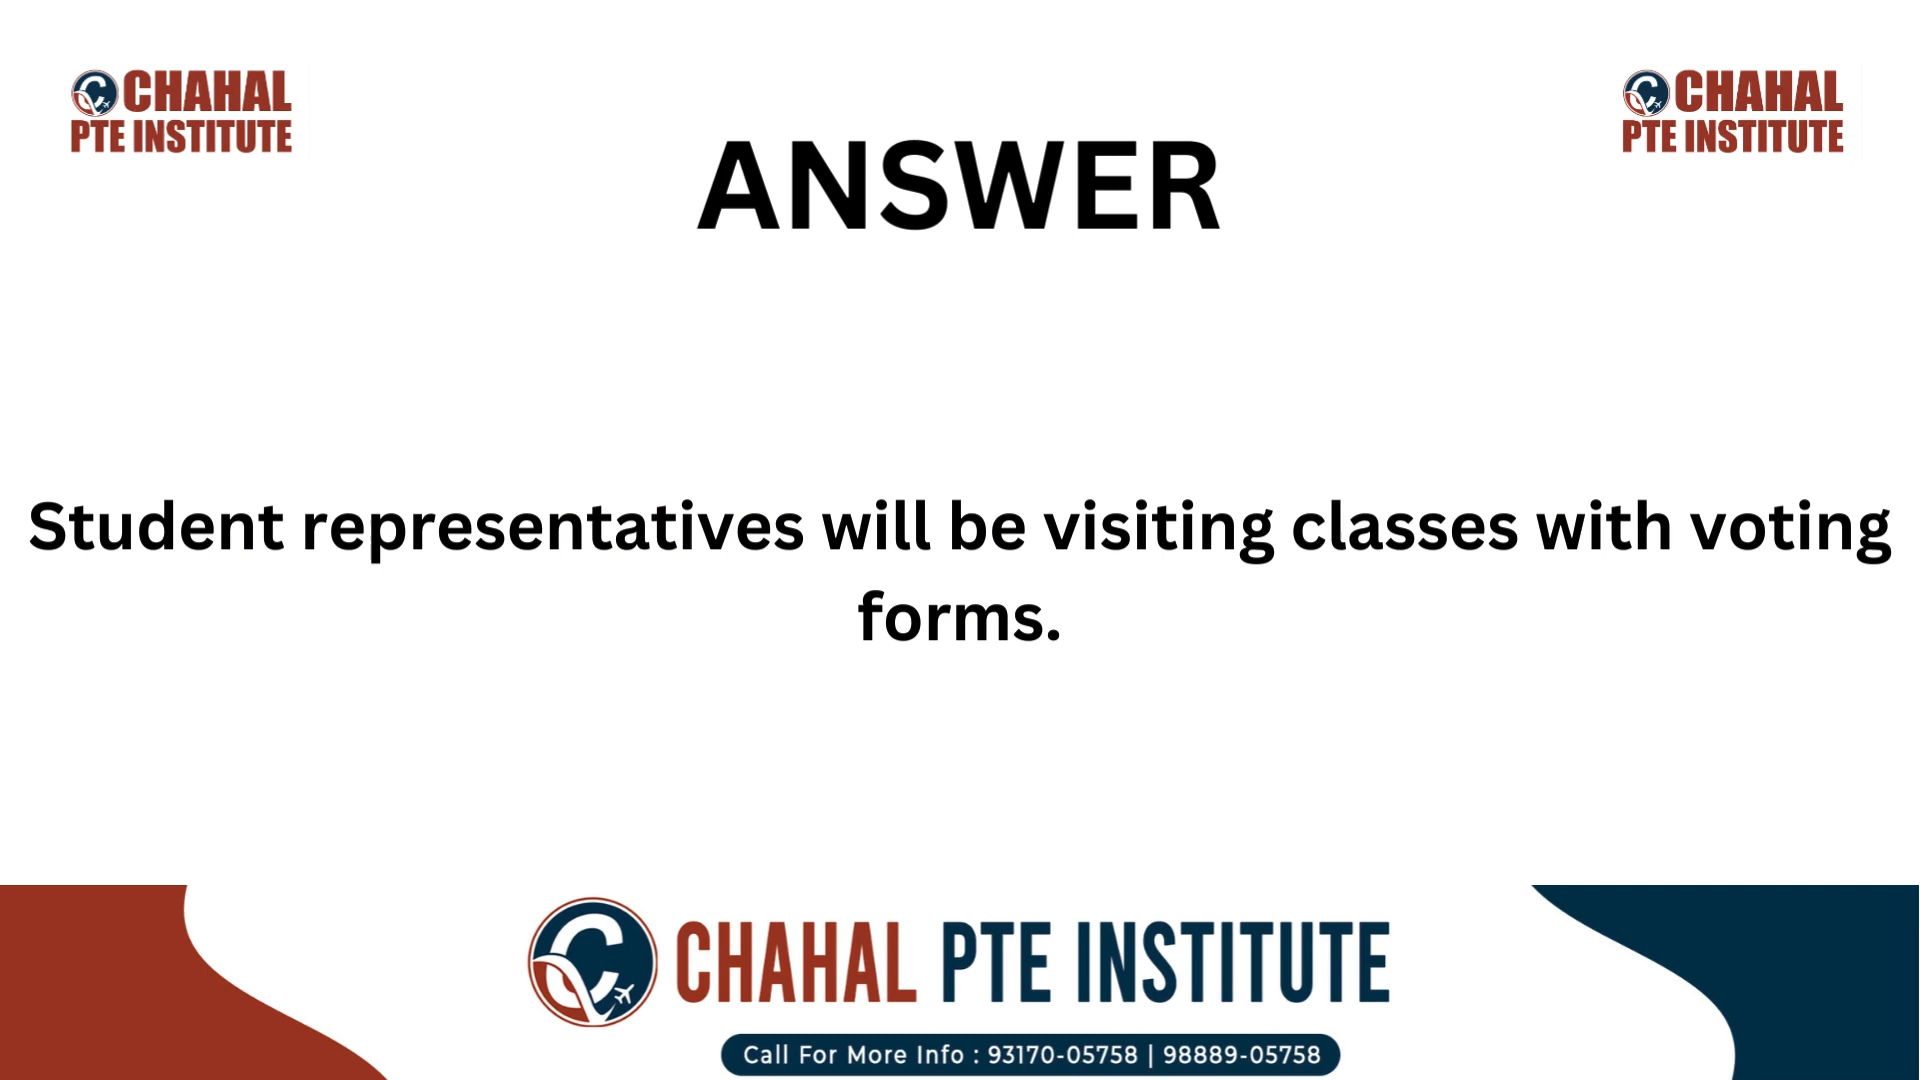 CHAHAL
PTE INSTITUTE
CHAHAL
PTE INSTITUTE
ANSWER
Student representatives will be visiting classes with voting
forms.
CHAHAL PTE INSTITUTE
Call For More Info : 93170-05758 | 98889-05758